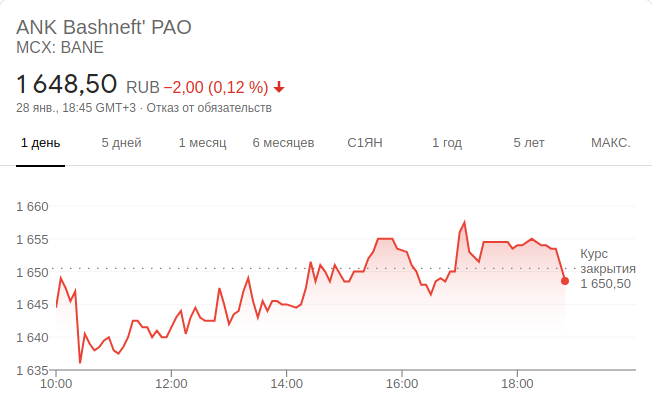 ANK Bashneft' PAO
MCX: BANE
1 648,50 RUB −2,00 (0,12 %)
28 янв., 18:45 GMT+3 · Отказ от обязательств
1 день 5 дней 1 месяц 6 месяцев С1ЯН 1 год 5 лет МАКС.
1 660
1 655
1 650
1 645
1 640
1 635
Курс
закрытия
1 650,50
10:00 12:00 14:00 16:00 18:00